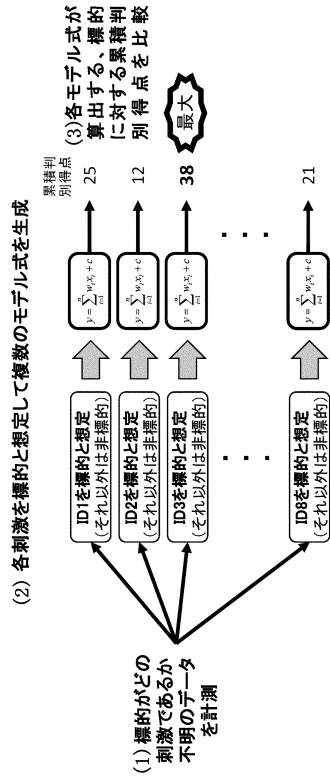 (1) 標的がどの
刺激であるか
不明のデータ
を計測
(2) 各刺激を標的と想定して複数のモデル式を生成
ID1を標的と想定
(それ以外は非標的)
ID2を標的と想定
(それ以外は非標的)
ID3を標的と想定
(それ以外は非標的)
・・・
ID8を標的と想定
(それ以外は非標的)
y = \sum_{i=1}^{n} w_i x_i + c
y = \sum_{i=1}^{n} w_i x_i + c
y = \sum_{i=1}^{n} w_i x_i + c
・・・
y = \sum_{i=1}^{n} w_i x_i + c
累積判
別得点
25
12
38
21
(3)各モデル式が
算出する、標的
に対する累積判
別得点を比較
最大